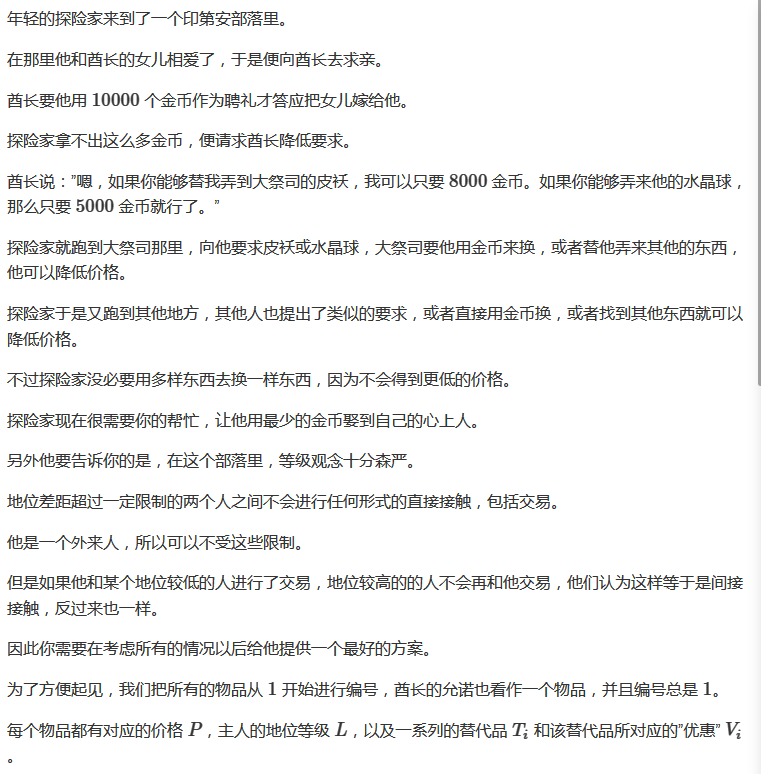 年轻的探险家来到了一个印第安部落里。
在那里他和酋长的女儿相爱了，于是便向酋长去求亲。
酋长要他用 10000 个金币作为聘礼才答应把女儿嫁给他。
探险家拿不出这么多金币，便请求酋长降低要求。
酋长说："嗯，如果你能够替我弄到大祭司的皮袄，我可以只要 8000 金币。如果你能够弄来他的水晶球，
那么只要 5000 金币就行了。"
探险家就跑到大祭司那里，向他要求皮袄或水晶球，大祭司要他用金币来换，或者替他弄来其他的东西，
他可以降低价格。
探险家于是又跑到其他地方，其他人也提出了类似的要求，或者直接用金币换，或者找到其他东西就可以
降低价格。
不过探险家没必要用多样东西去换一样东西，因为不会得到更低的价格。
探险家现在很需要你的帮忙，让他用最少的金币娶到自己的心上人。
另外他要告诉你的是，在这个部落里，等级观念十分森严。
地位差距超过一定限制的两个人之间不会进行任何形式的直接接触，包括交易。
他是一个外来人，所以可以不受这些限制。
但是如果他和某个地位较低的人进行了交易，地位较高的的人不会再和他交易，他们认为这样等于是间接
接触，反过来也一样。
因此你需要在考虑所有的情况以后给他提供一个最好的方案。
为了方便起见，我们把所有的物品从 1 开始进行编号，酋长的允诺也看作一个物品，并且编号总是 1。
每个物品都有对应的价格 P，主人的地位等级 L，以及一系列的替代品 Ti 和该替代品所对应的"优惠" Vi
。